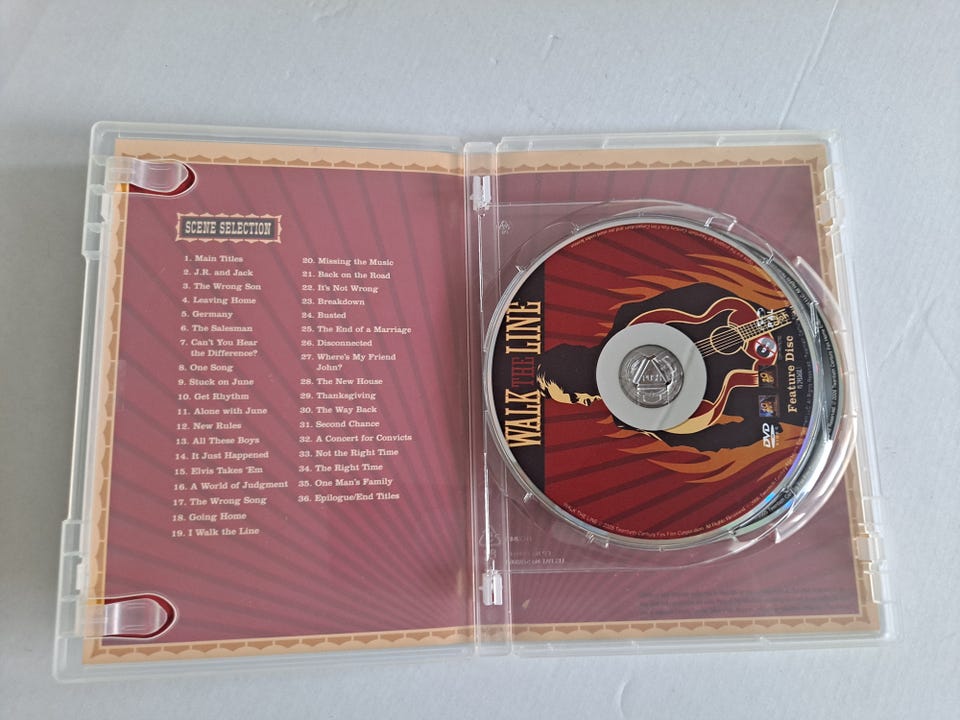 SCENE SELECTION
1. Main Titles
2. J.R. and Jack
3. The Wrong Son
4. Leaving Home
5. Germany
6. The Salesman
7. Can't You Hear
the Difference?
8. One Song
9. Stuck on June
10. Get Rhythm
11. Alone with June
12. New Rules
13. All These Boys
14. It Just Happened
15. Elvis Takes 'Em
16. A World of Judgment
17. The Wrong Song
18. Going Home
19. I Walk the Line
20. Missing the Music
21. Back on the Road
22. It's Not Wrong
23. Breakdown
24. Busted
25. The End of a Marriage
26. Disconnected
27. Where's My Friend
John?
28. The New House
29. Thanksgiving
30. The Way Back
31. Second Chance
32. A Concert for Convicts
33. Not the Right Time
34. The Right Time
35. One Man's Family
36. Epilogue/End Titles
WALK THE LINE
Feature Disc
DVD